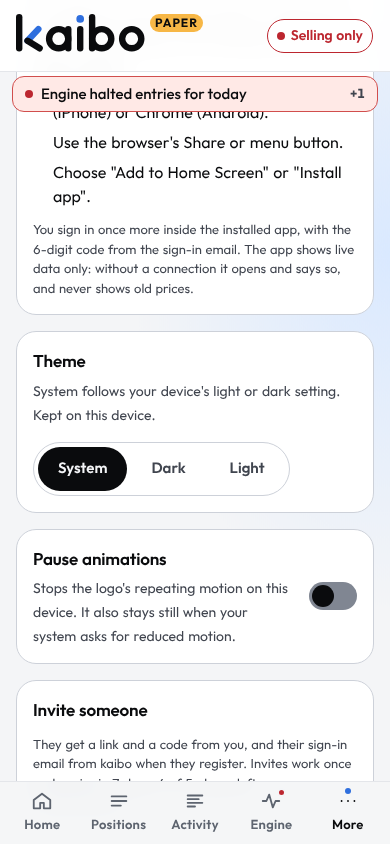 kaibo PAPER
Selling only
Engine halted entries for today +1
(iPhone) or Chrome (Android).
Use the browser's Share or menu button.
Choose "Add to Home Screen" or "Install
app".
You sign in once more inside the installed app, with the
6-digit code from the sign-in email. The app shows live
data only: without a connection it opens and says so,
and never shows old prices.
Theme
System follows your device's light or dark setting.
Kept on this device.
System Dark Light
Pause animations
Stops the logo's repeating motion on this
device. It also stays still when your
system asks for reduced motion.
Invite someone
They get a link and a code from you, and their sign-in
email from kaibo when they register. Invites work once
Home Positions Activity Engine More